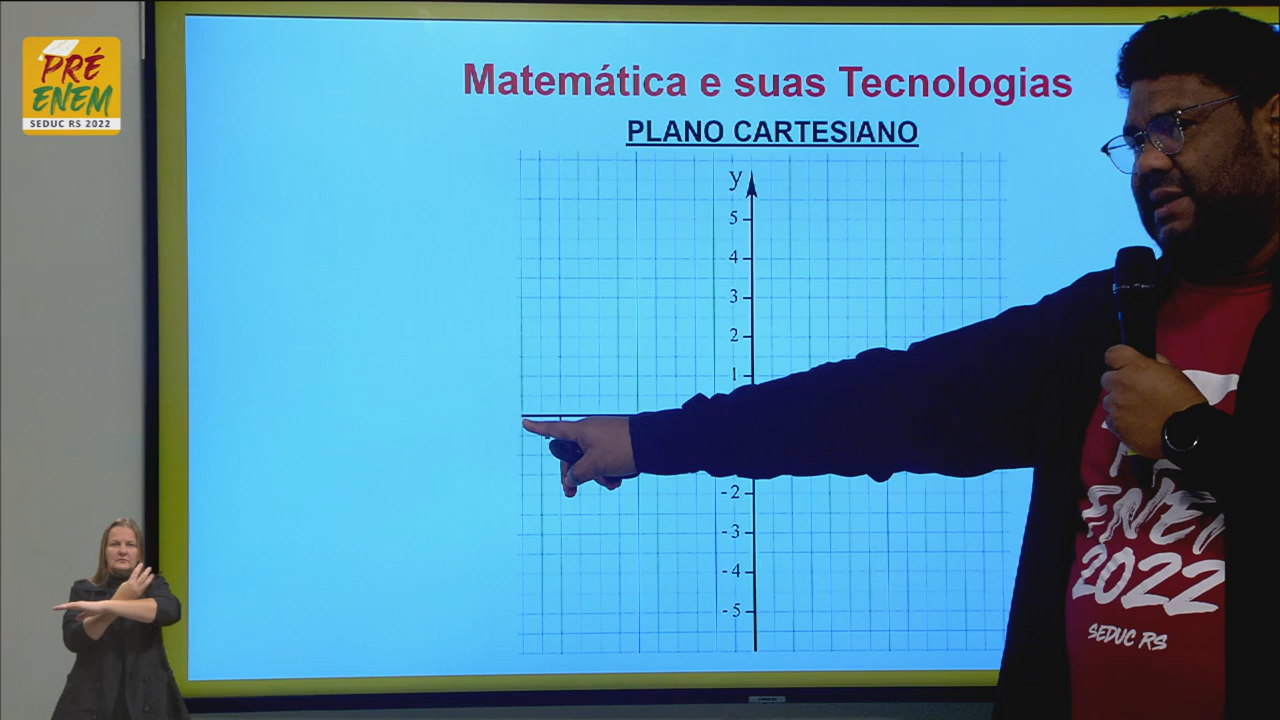 PRÉ
ENEM
SEDUC RS 2022
Matemática e suas Tecnologias
PLANO CARTESIANO
y
5
4
3
2
1
-2
-3
-4
-5
ENEM
2022
SEDUC RS